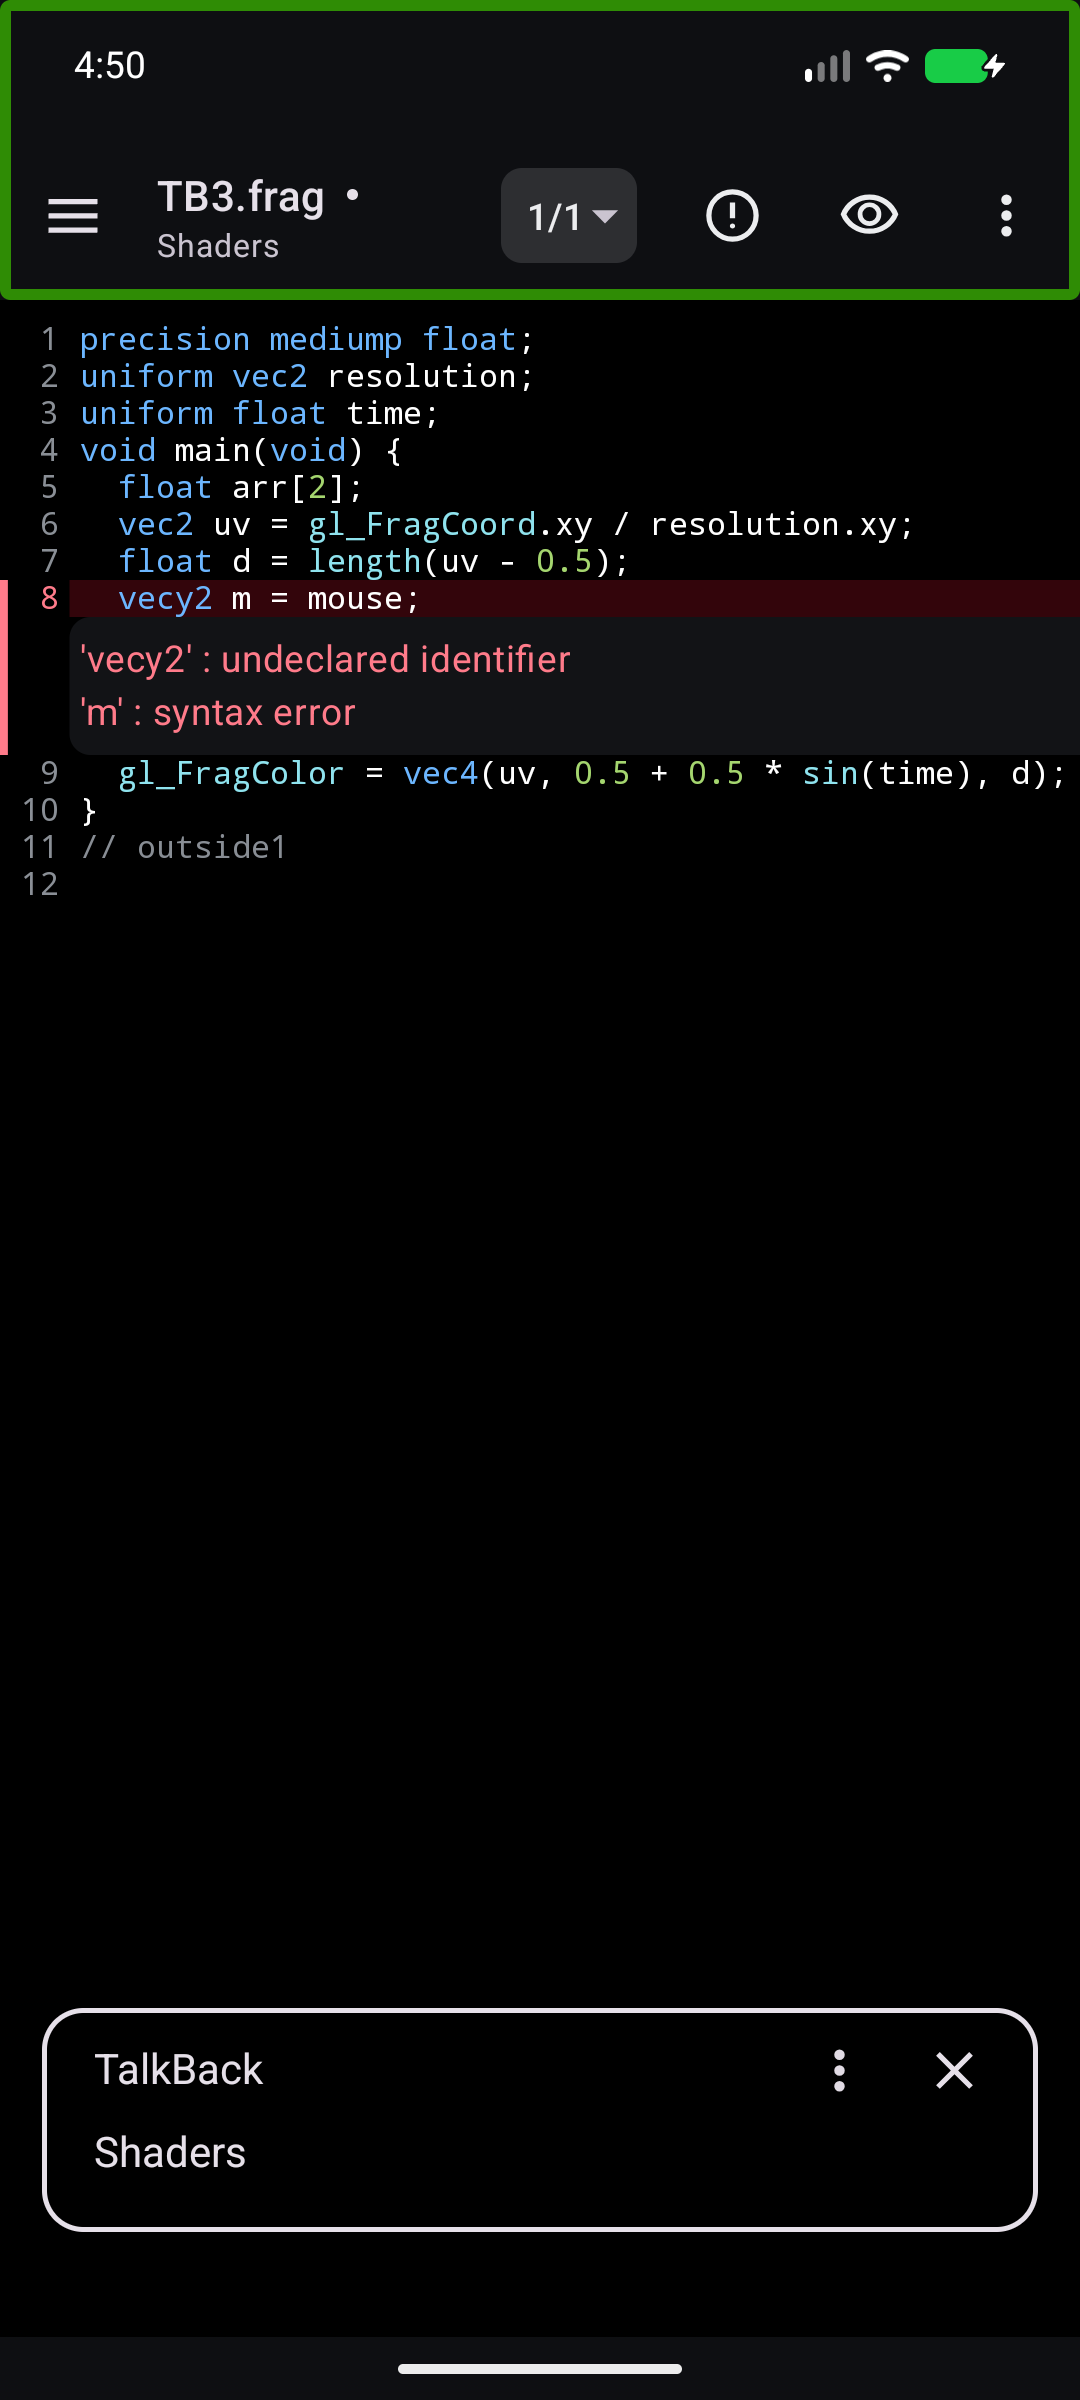 4:50
TB3.frag •
Shaders
1/1
1 precision mediump float;
2 uniform vec2 resolution;
3 uniform float time;
4 void main(void) {
5   float arr[2];
6   vec2 uv = gl_FragCoord.xy / resolution.xy;
7   float d = length(uv - 0.5);
8   vecy2 m = mouse;
'vecy2' : undeclared identifier
'm' : syntax error
9   gl_FragColor = vec4(uv, 0.5 + 0.5 * sin(time), d);
10 }
11 // outside1
12
TalkBack
Shaders